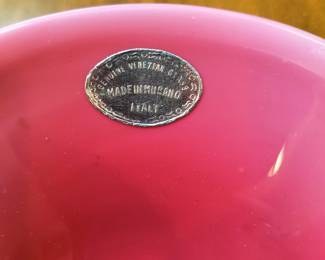 GENUINE VENETIAN GLASS
MADE IN MURANO
ITALY